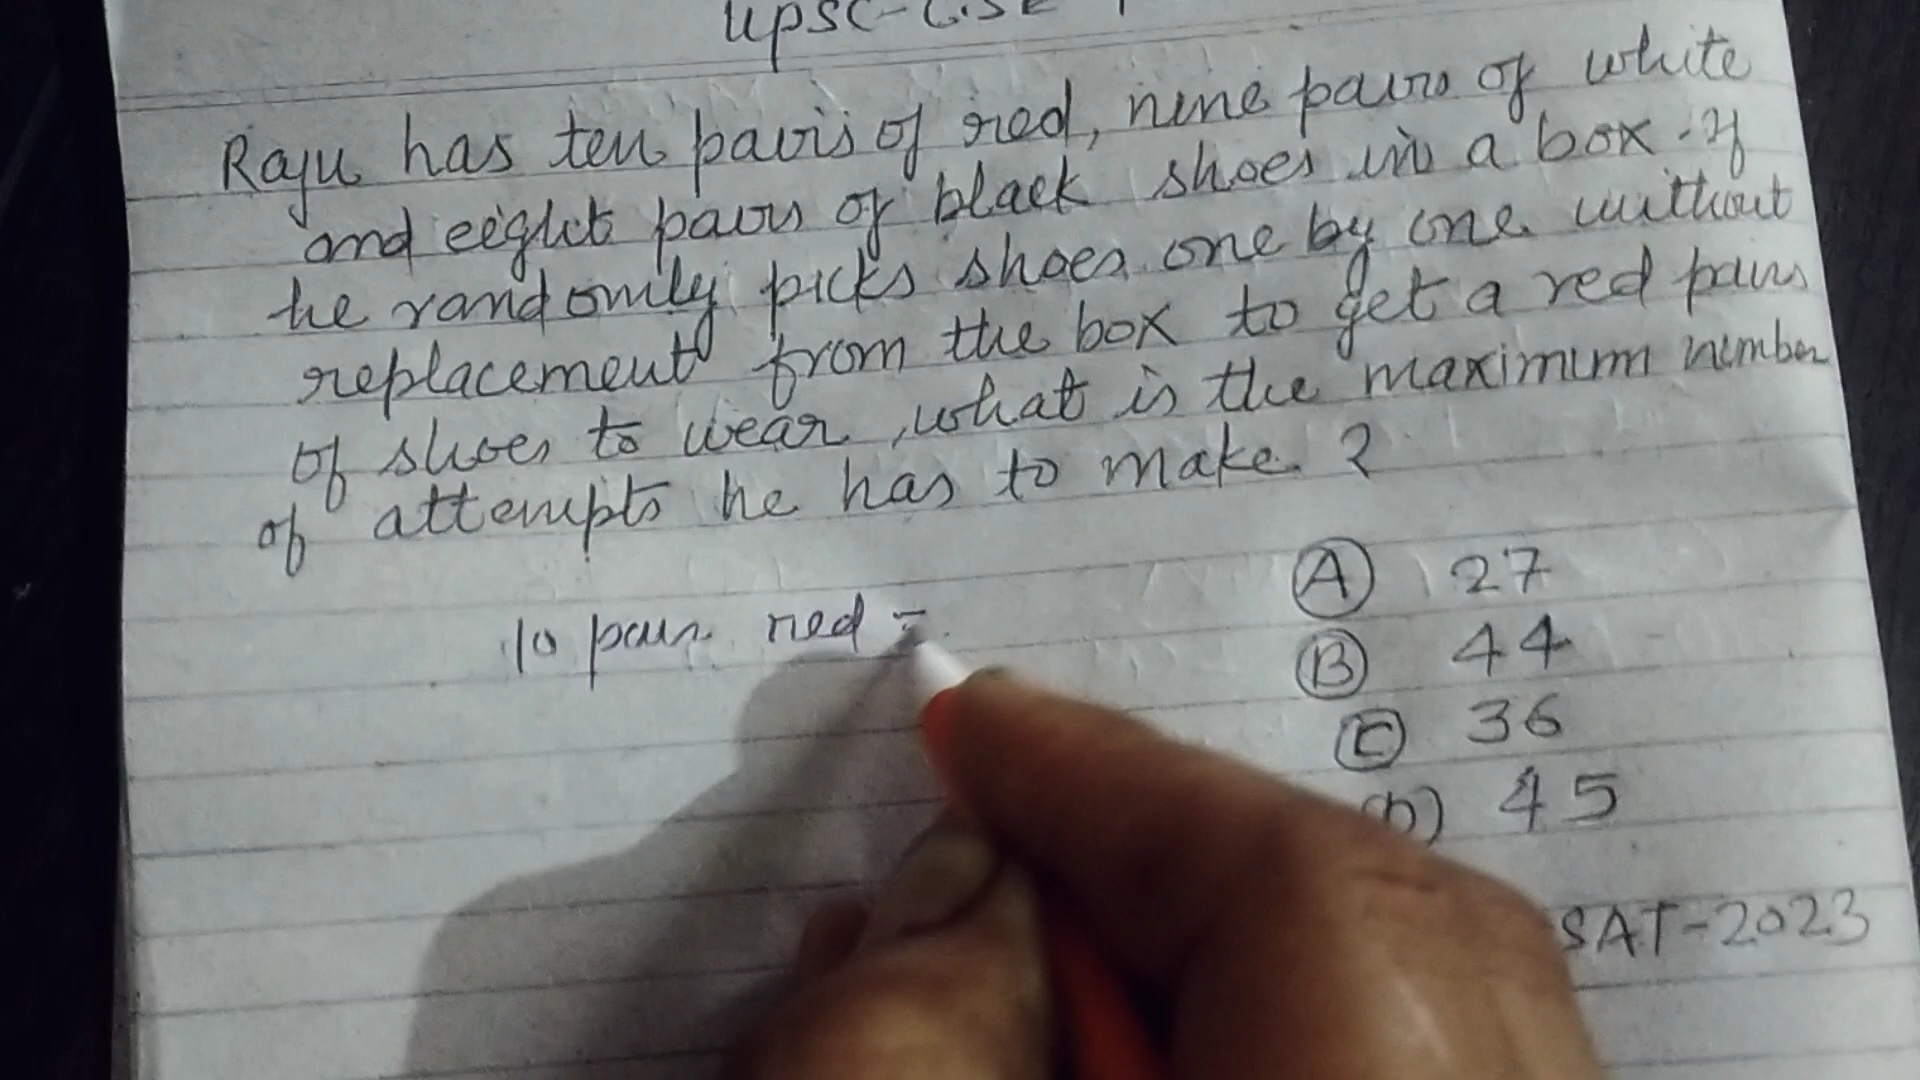 upsc-C.SE
Raju has ten pairs of red, nine pairs of white
and eight pairs of black shoes in a box. If
he randomly picks shoes one by one without
replacement from the box to get a red pairs
of shoes to wear, what is the maximum number
of attempts he has to make ?
10 pair red =
(A) 27
(B) 44
(C) 36
(D) 45
SAT-2023